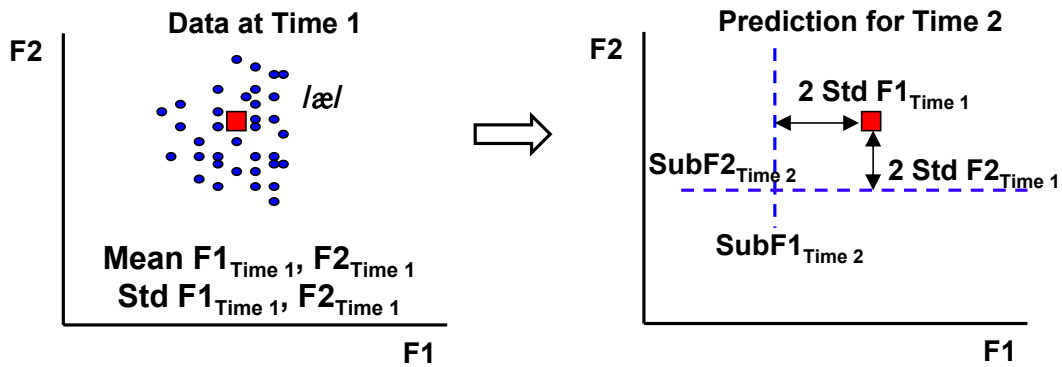 Data at Time 1
F2
/æ/
Mean F1Time 1, F2Time 1
Std F1Time 1, F2Time 1
F1
Prediction for Time 2
F2
2 Std F1Time 1
SubF2Time 2
2 Std F2Time 1
SubF1Time 2
F1